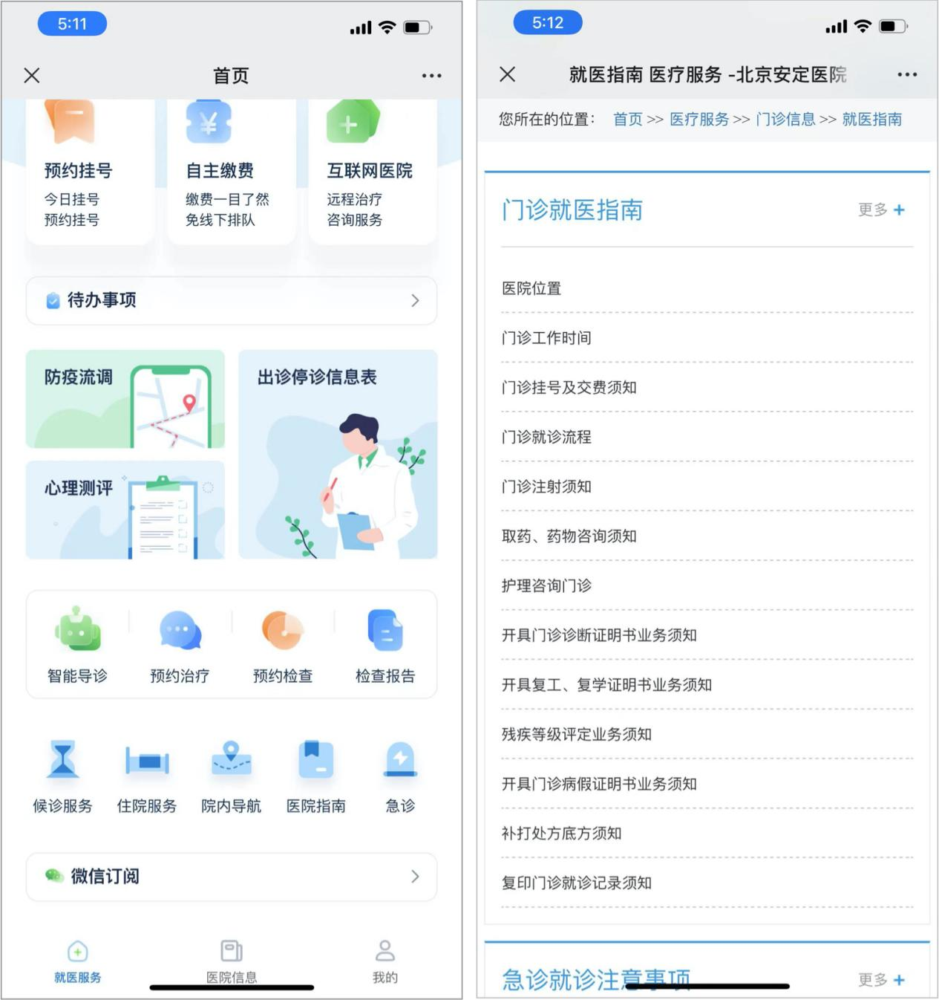 5:11
首页
预约挂号
今日挂号
预约挂号
自主缴费
缴费一目了然
免线下排队
互联网医院
远程治疗
咨询服务
待办事项
防疫流调
出诊停诊信息表
心理测评
智能导诊
预约治疗
预约检查
检查报告
候诊服务
住院服务
院内导航
医院指南
急诊
微信订阅
就医服务
医院信息
我的
5:12
就医指南 医疗服务 -北京安定医院
您所在的位置： 首页 >> 医疗服务 >> 门诊信息 >> 就医指南
门诊就医指南
更多 +
医院位置
门诊工作时间
门诊挂号及交费须知
门诊就诊流程
门诊注射须知
取药、药物咨询须知
护理咨询门诊
开具门诊诊断证明书业务须知
开具复工、复学证明书业务须知
残疾等级评定业务须知
开具门诊病假证明书业务须知
补打处方底方须知
复印门诊就诊记录须知
急诊就诊注意事项
更多 +